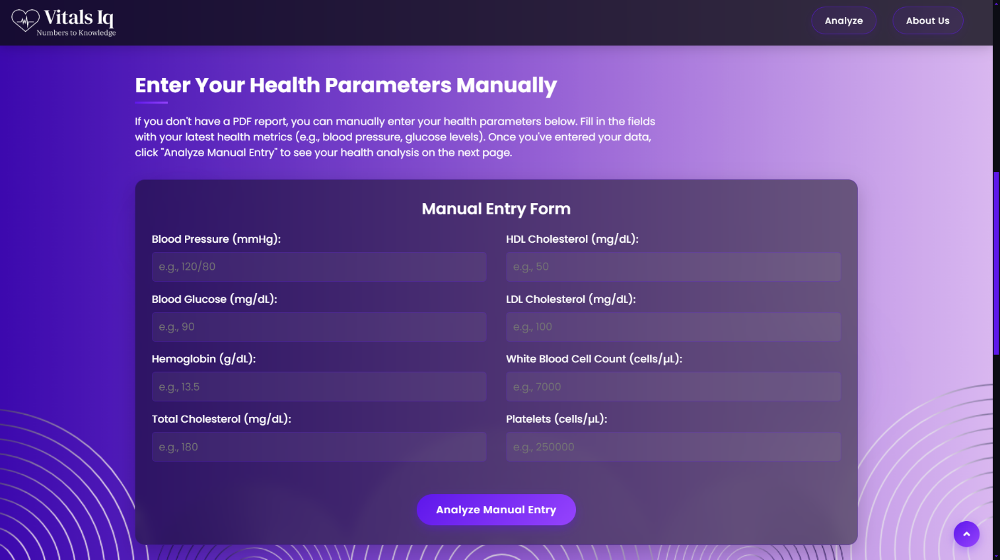 Vitals Iq
Numbers to Knowledge
Analyze
About Us
Enter Your Health Parameters Manually
If you don't have a PDF report, you can manually enter your health parameters below. Fill in the fields
with your latest health metrics (e.g., blood pressure, glucose levels). Once you've entered your data,
click "Analyze Manual Entry" to see your health analysis on the next page.
Manual Entry Form
Blood Pressure (mmHg):
e.g., 120/80
HDL Cholesterol (mg/dL):
e.g., 50
Blood Glucose (mg/dL):
e.g., 90
LDL Cholesterol (mg/dL):
e.g., 100
Hemoglobin (g/dL):
e.g., 13.5
White Blood Cell Count (cells/µL):
e.g., 7000
Total Cholesterol (mg/dL):
e.g., 180
Platelets (cells/µL):
e.g., 250000
Analyze Manual Entry